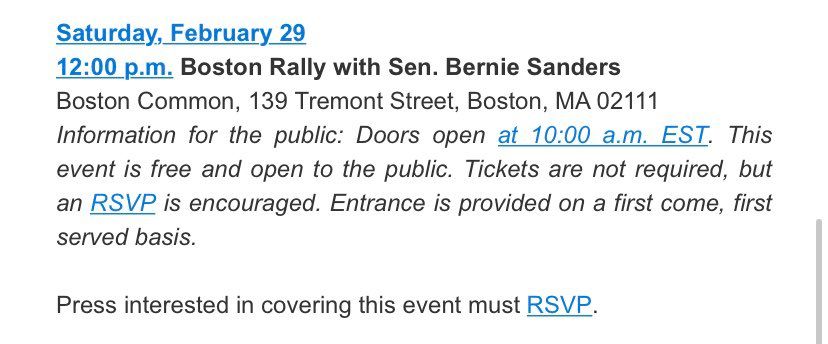 Saturday, February 29
12:00 p.m. Boston Rally with Sen. Bernie Sanders
Boston Common, 139 Tremont Street, Boston, MA 02111
Information for the public: Doors open at 10:00 a.m. EST. This
event is free and open to the public. Tickets are not required, but
an RSVP is encouraged. Entrance is provided on a first come, first
served basis.
Press interested in covering this event must RSVP.